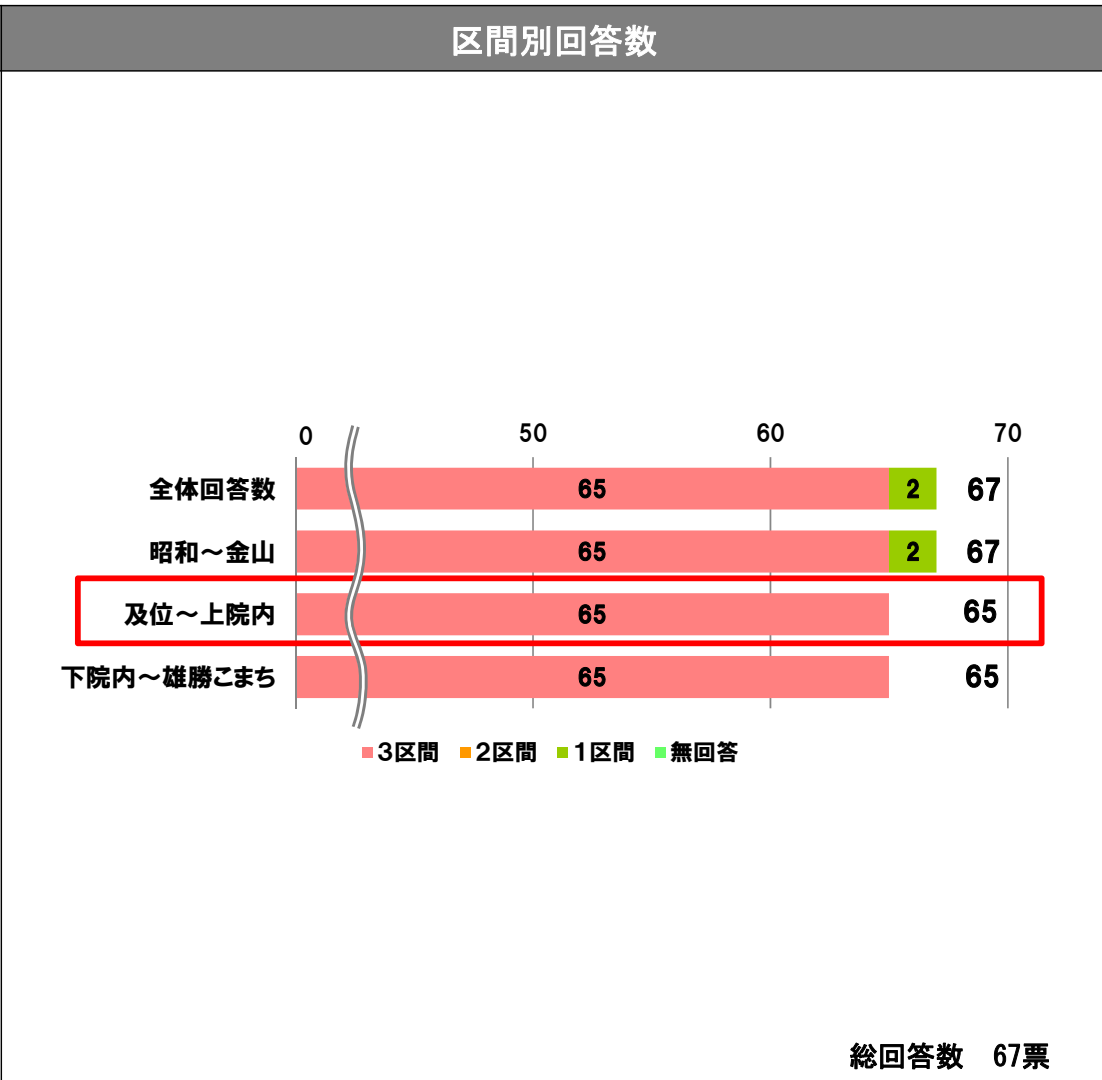 区間別回答数
0 50 60 70
全体回答数 65 2 67
昭和～金山 65 2 67
及位～上院内 65 65
下院内～雄勝こまち 65 65
3区間 2区間 1区間 無回答
総回答数　67票